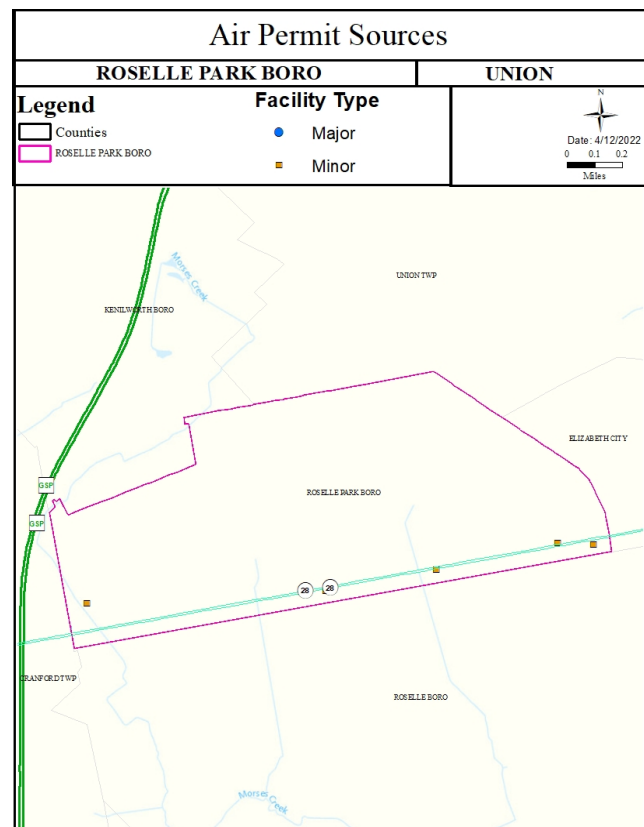 Air Permit Sources
ROSELLE PARK BORO
UNION
Legend
Counties
ROSELLE PARK BORO
Facility Type
Major
Minor
N
Date: 4/12/2022
0 0.1 0.2
Miles
Morses Creek
UNION TWP
KENILWORTH BORO
ELIZABETH CITY
GSP
ROSELLE PARK BORO
GSP
28
28
CRANFORD TWP
ROSELLE BORO
Morses Creek